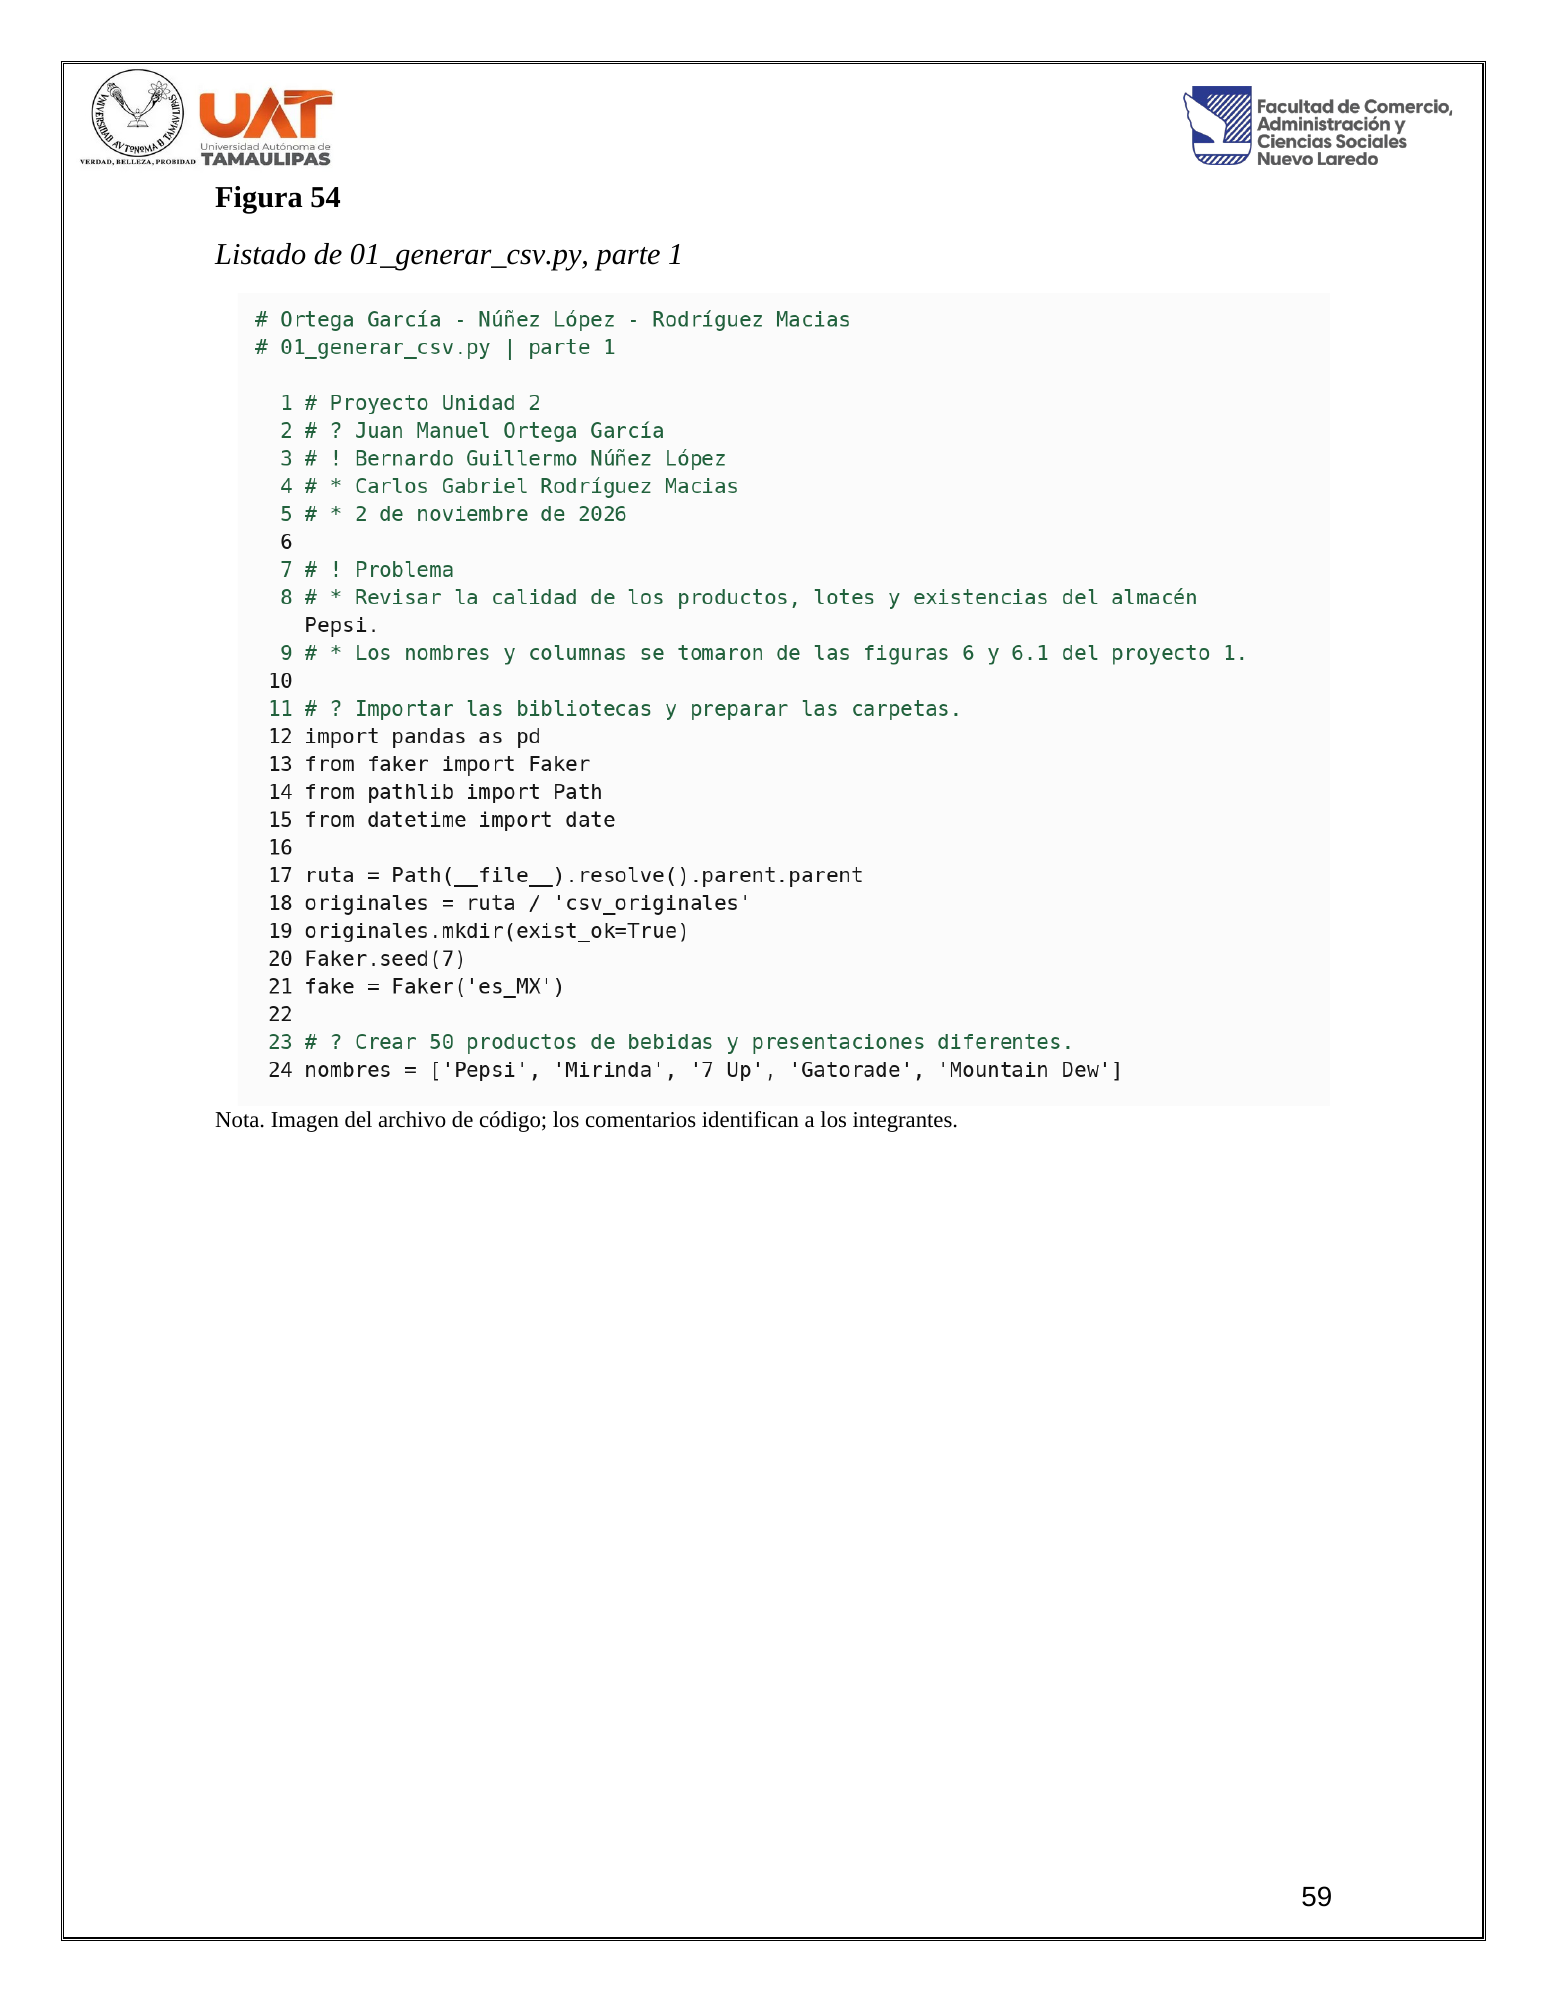 VNIVERSIDAD AVTONOMA D TAMAVLIPAS
VERDAD, BELLEZA, PROBIDAD
UAT
Universidad Autónoma de
TAMAULIPAS
Facultad de Comercio,
Administración y
Ciencias Sociales
Nuevo Laredo
Figura 54
Listado de 01_generar_csv.py, parte 1
# Ortega García - Núñez López - Rodríguez Macias
# 01_generar_csv.py | parte 1
1 # Proyecto Unidad 2
2 # ? Juan Manuel Ortega García
3 # ! Bernardo Guillermo Núñez López
4 # * Carlos Gabriel Rodríguez Macias
5 # * 2 de noviembre de 2026
6
7 # ! Problema
8 # * Revisar la calidad de los productos, lotes y existencias del almacén
Pepsi.
9 # * Los nombres y columnas se tomaron de las figuras 6 y 6.1 del proyecto 1.
10
11 # ? Importar las bibliotecas y preparar las carpetas.
12 import pandas as pd
13 from faker import Faker
14 from pathlib import Path
15 from datetime import date
16
17 ruta = Path(__file__).resolve().parent.parent
18 originales = ruta / 'csv_originales'
19 originales.mkdir(exist_ok=True)
20 Faker.seed(7)
21 fake = Faker('es_MX')
22
23 # ? Crear 50 productos de bebidas y presentaciones diferentes.
24 nombres = ['Pepsi', 'Mirinda', '7 Up', 'Gatorade', 'Mountain Dew']
Nota. Imagen del archivo de código; los comentarios identifican a los integrantes.
59